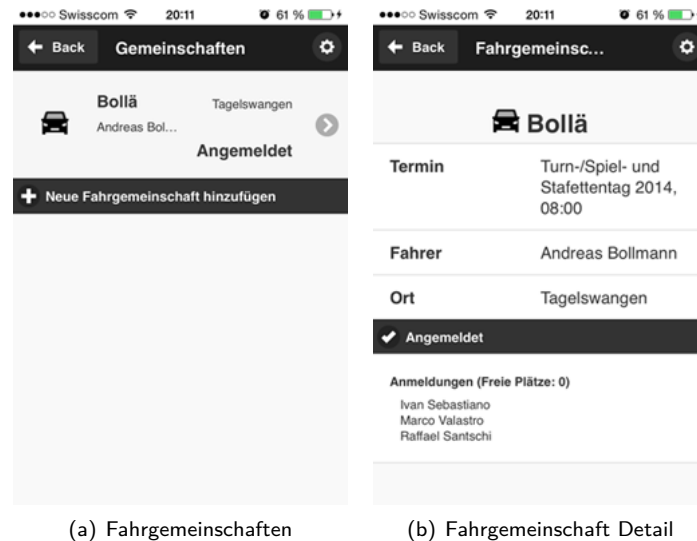 ●●●○○ Swisscom 20:11 61 %
Back Gemeinschaften
Bollä Tagelswangen
Andreas Bol...
Angemeldet
Neue Fahrgemeinschaft hinzufügen
(a) Fahrgemeinschaften
●●●○○ Swisscom 20:11 61 %
Back Fahrgemeinsc...
Bollä
Termin Turn-/Spiel- und
Stafettentag 2014,
08:00
Fahrer Andreas Bollmann
Ort Tagelswangen
Angemeldet
Anmeldungen (Freie Plätze: 0)
Ivan Sebastiano
Marco Valastro
Raffael Santschi
(b) Fahrgemeinschaft Detail